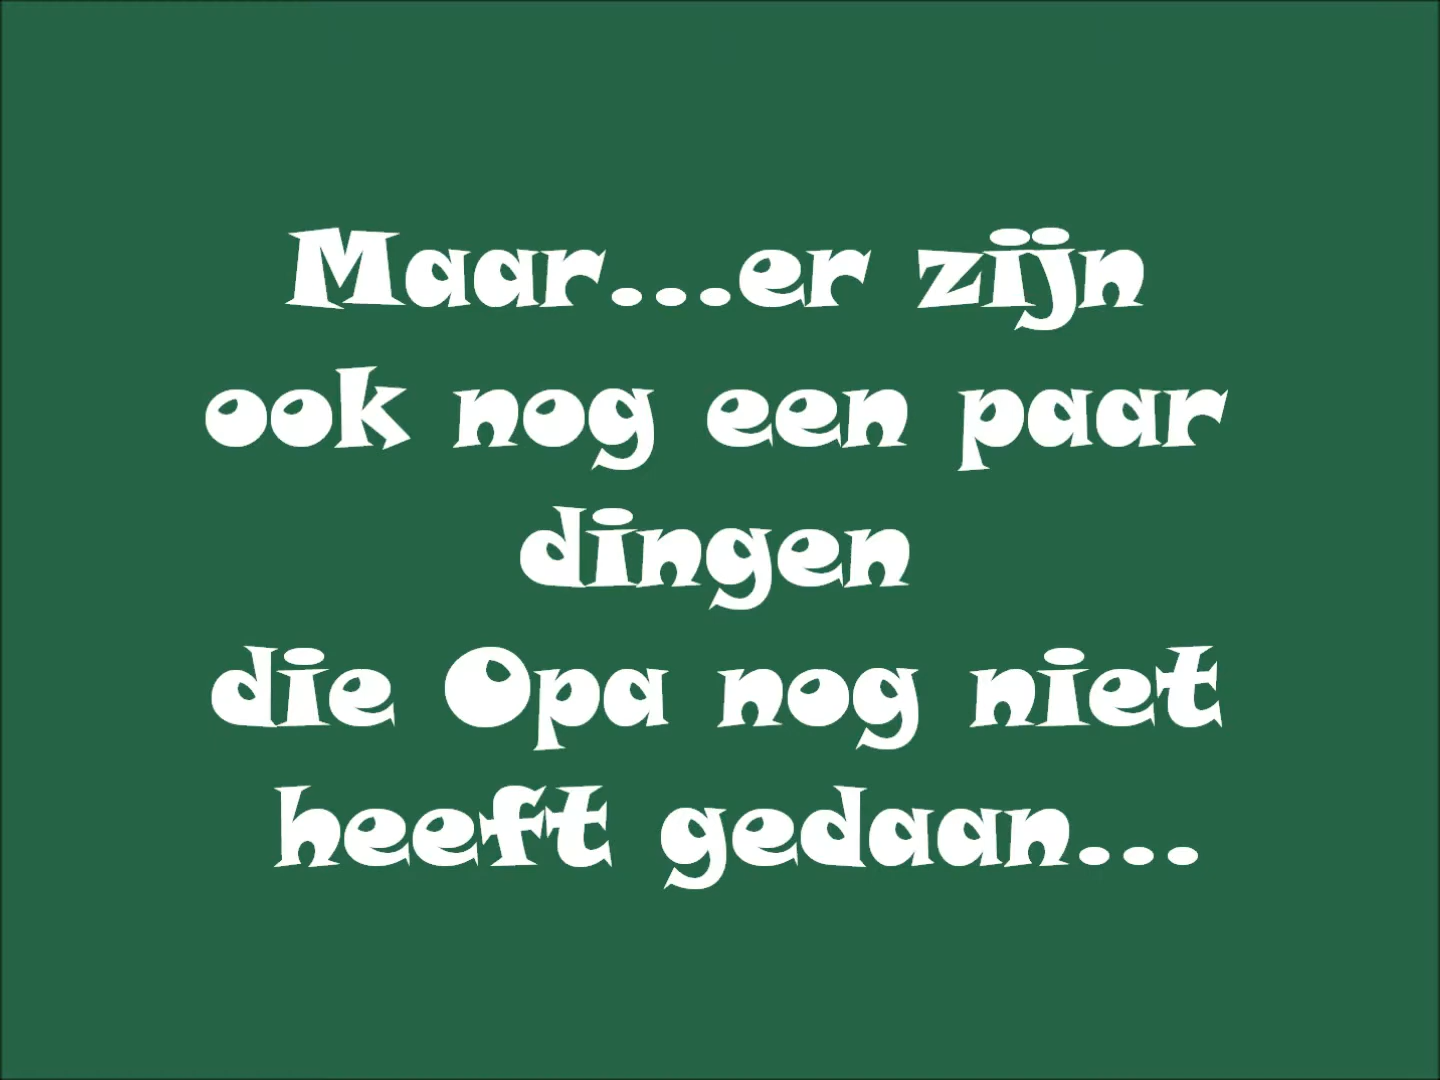 Maar...er zijn
ook nog een paar
dingen
die Opa nog niet
heeft gedaan...